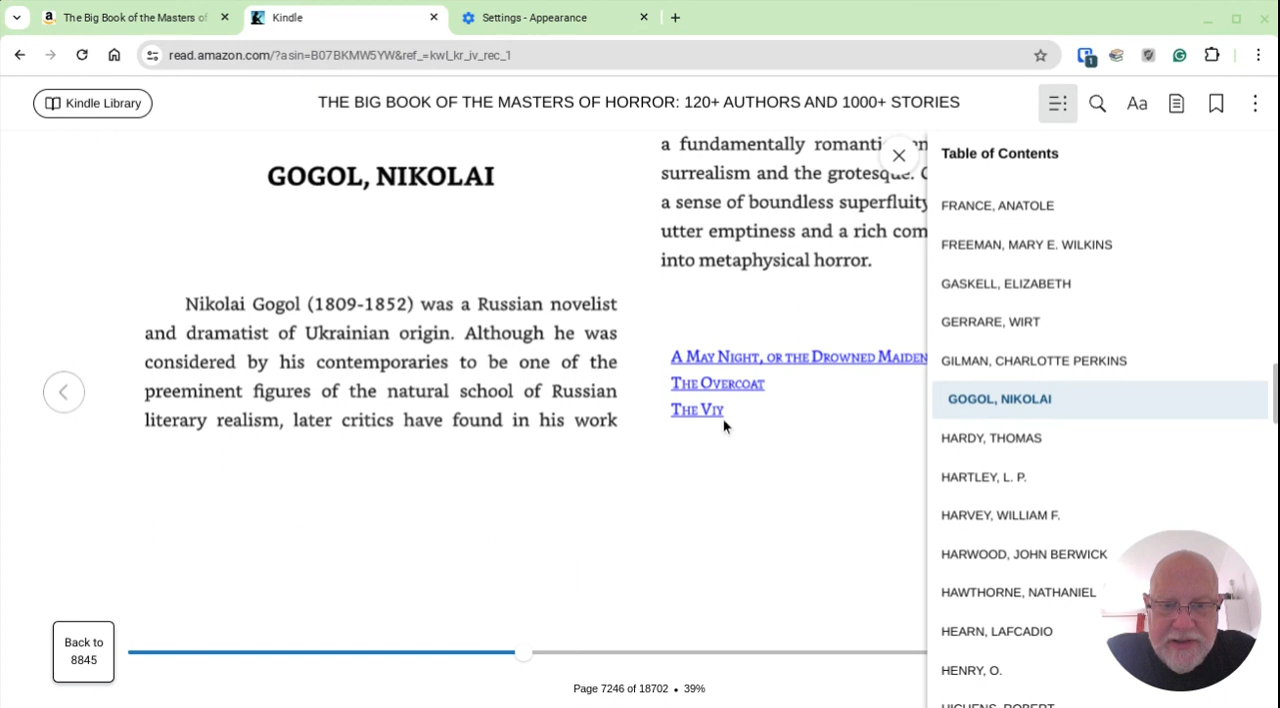 The Big Book of the Masters of
Kindle
Settings - Appearance
read.amazon.com/?asin=B07BKMW5YW&ref_=kwl_kr_iv_rec_1
1
Kindle Library
THE BIG BOOK OF THE MASTERS OF HORROR: 120+ AUTHORS AND 1000+ STORIES
Aa
GOGOL, NIKOLAI
Nikolai Gogol (1809-1852) was a Russian novelist
and dramatist of Ukrainian origin. Although he was
considered by his contemporaries to be one of the
preeminent figures of the natural school of Russian
literary realism, later critics have found in his work
a fundamentally romantic
surrealism and the grotesque.
a sense of boundless superfluity
utter emptiness and a rich com
into metaphysical horror.
A May Night, or the Drowned Maiden
The Overcoat
The Viy
Table of Contents
FRANCE, ANATOLE
FREEMAN, MARY E. WILKINS
GASKELL, ELIZABETH
GERRARE, WIRT
GILMAN, CHARLOTTE PERKINS
GOGOL, NIKOLAI
HARDY, THOMAS
HARTLEY, L. P.
HARVEY, WILLIAM F.
HARWOOD, JOHN BERWICK
HAWTHORNE, NATHANIEL
HEARN, LAFCADIO
HENRY, O.
HICHENS, ROBERT
Back to
8845
Page 7246 of 18702 • 39%